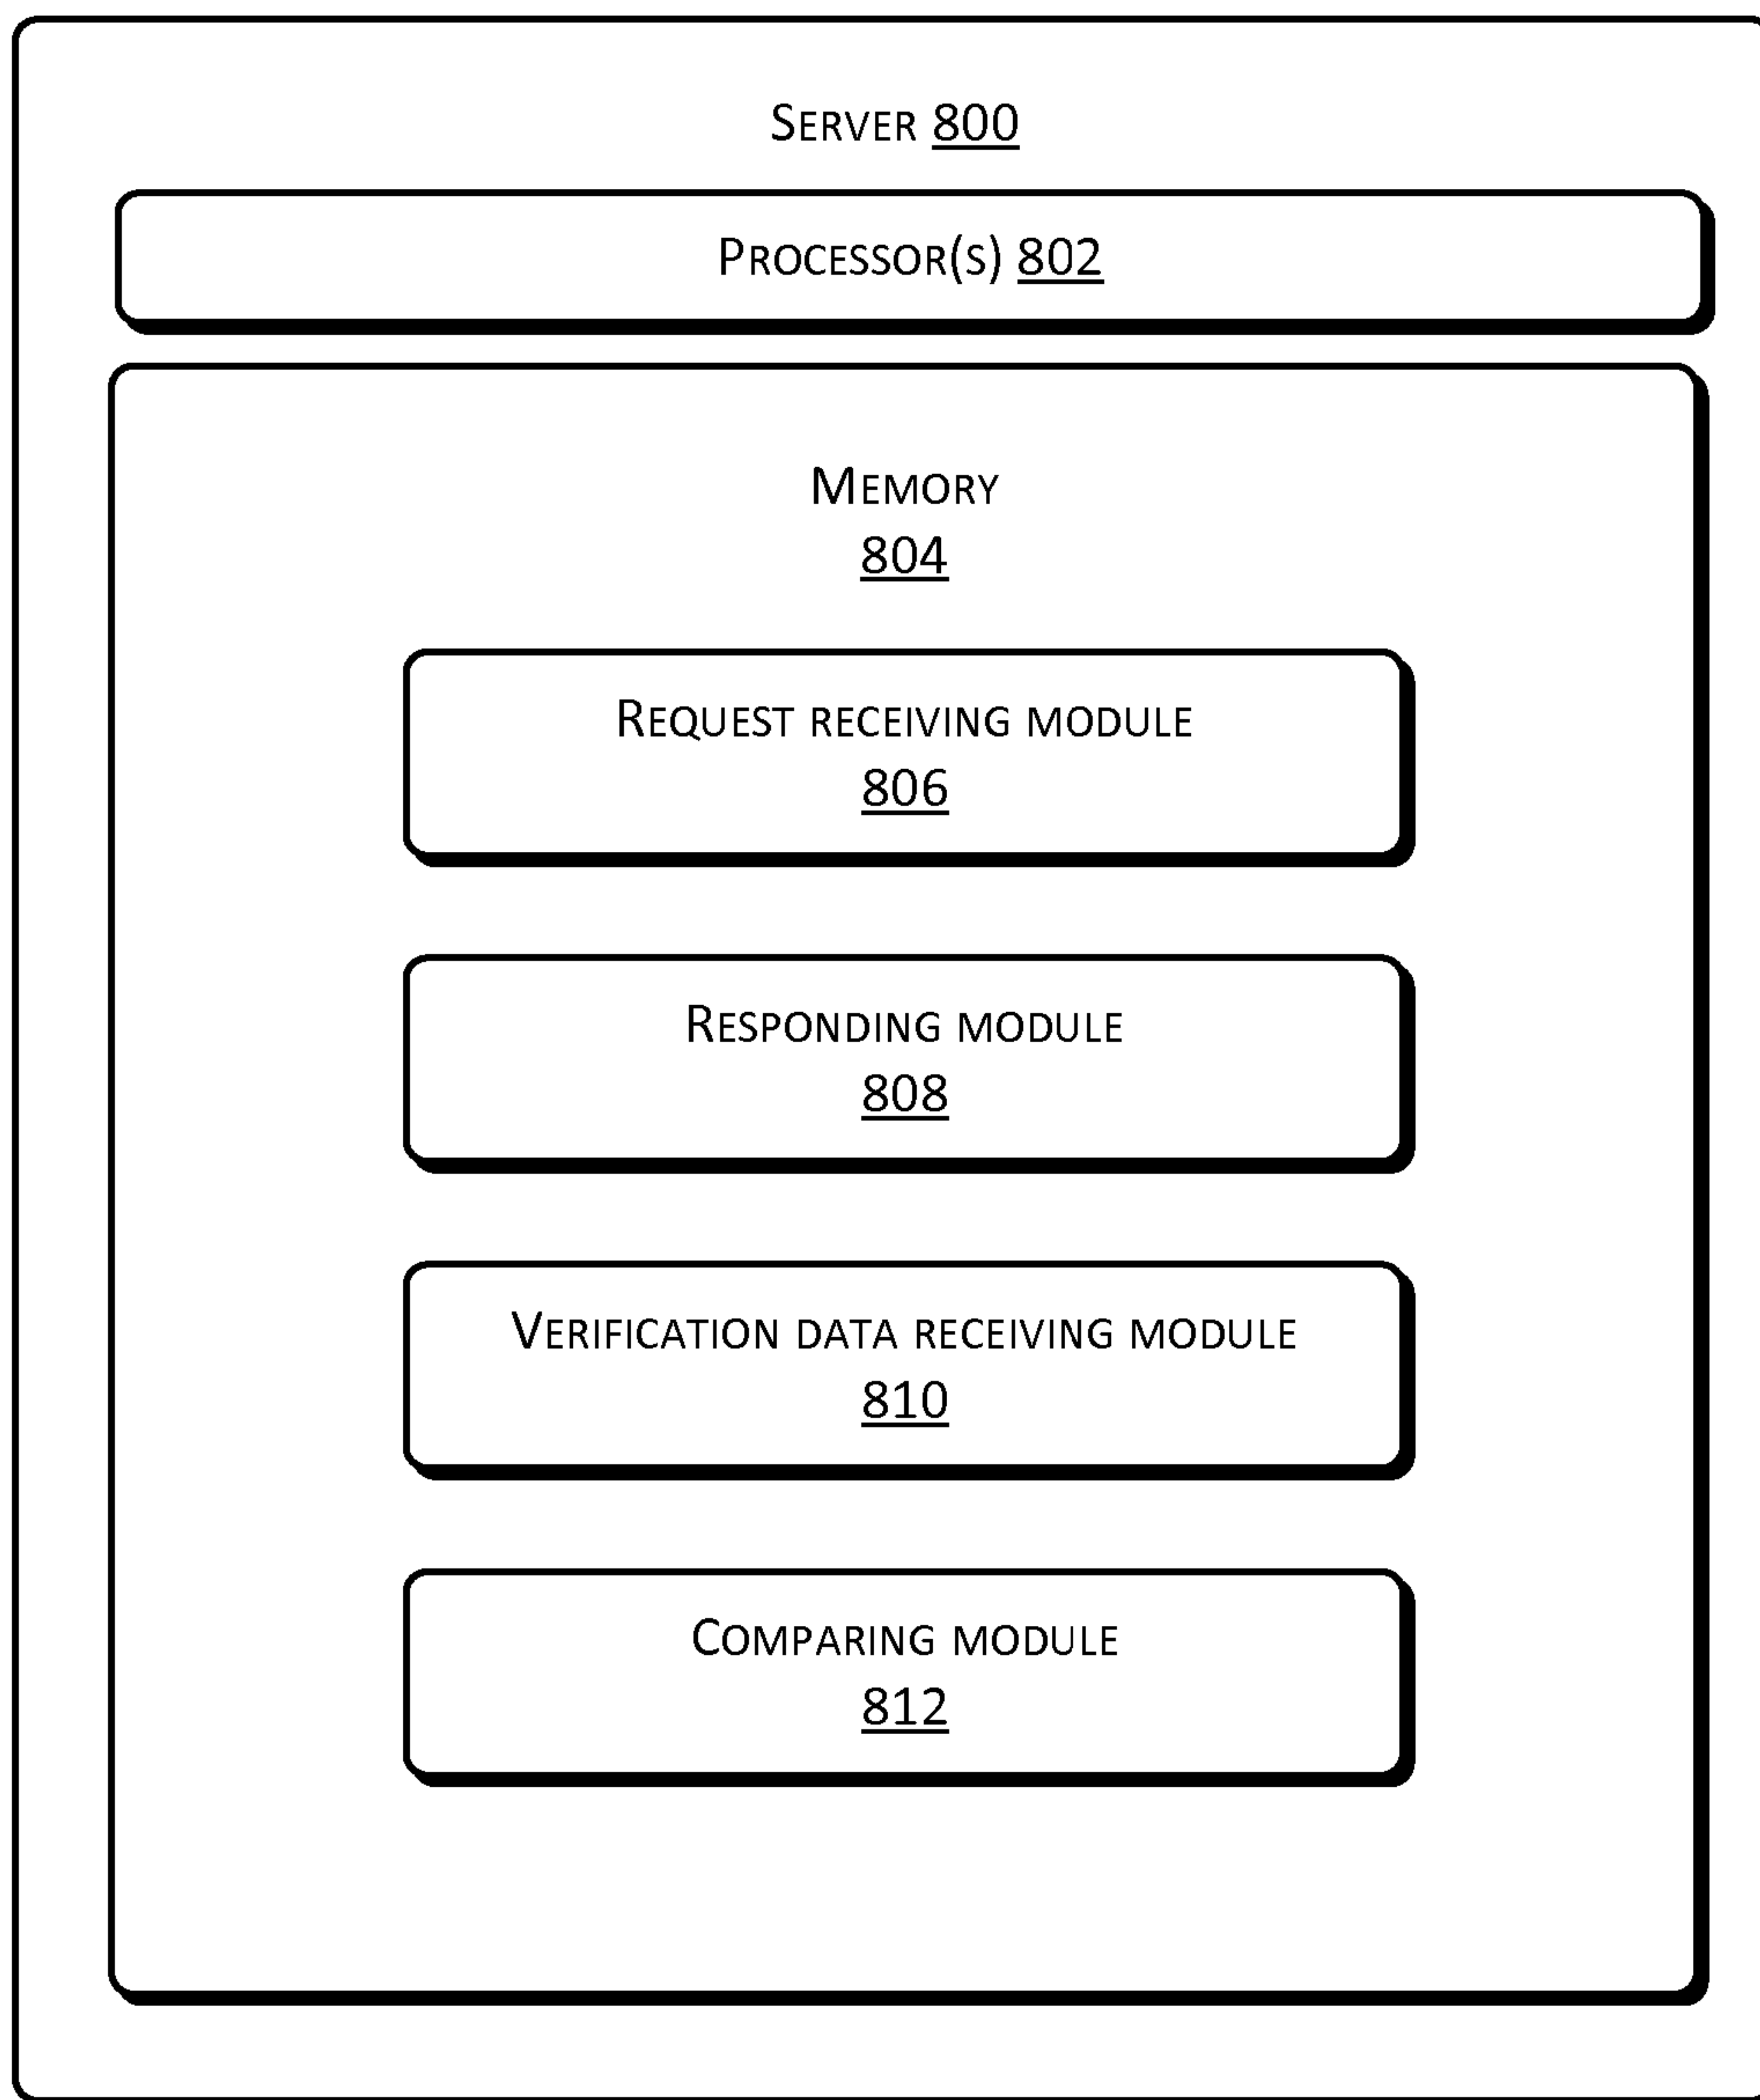 SERVER 800
PROCESSOR(S) 802
MEMORY
804
REQUEST RECEIVING MODULE
806
RESPONDING MODULE
808
VERIFICATION DATA RECEIVING MODULE
810
COMPARING MODULE
812